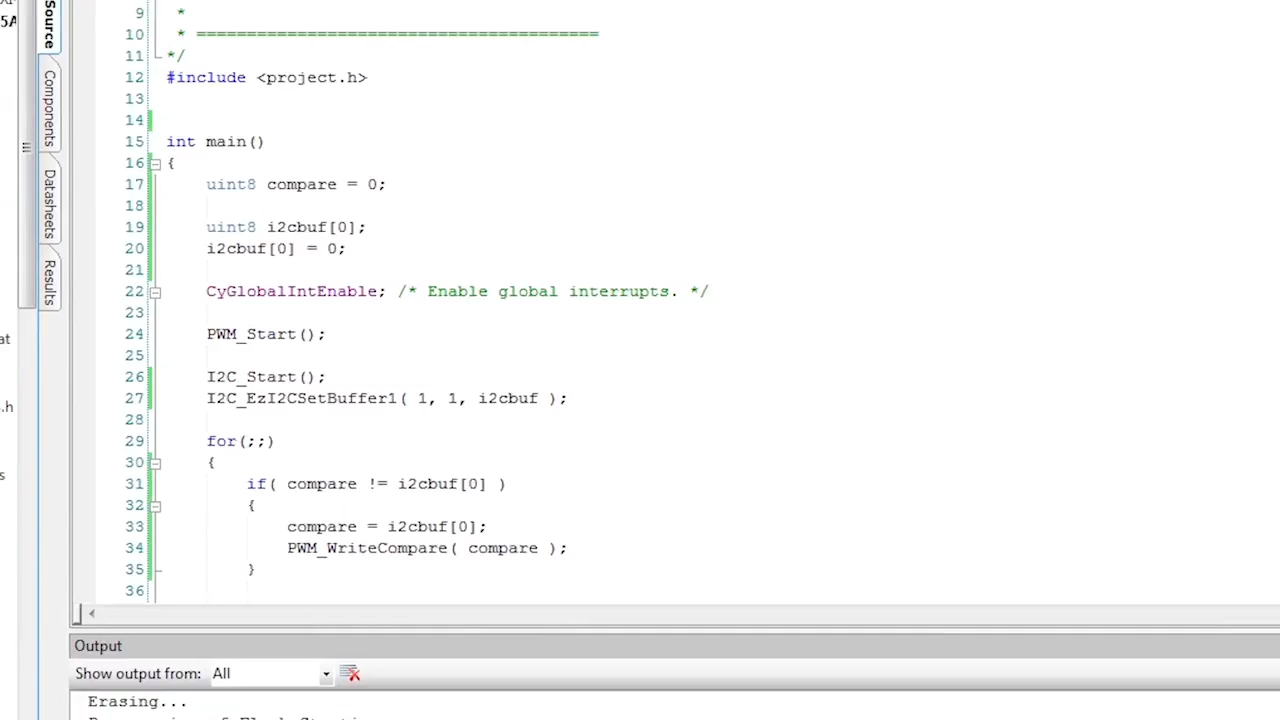 5A
Source
Components
Datasheets
Results
at
.h
s
9 *
10 * ========================================
11 */
12 #include <project.h>
13
14
15 int main()
16 {
17 uint8 compare = 0;
18
19 uint8 i2cbuf[0];
20 i2cbuf[0] = 0;
21
22 CyGlobalIntEnable; /* Enable global interrupts. */
23
24 PWM_Start();
25
26 I2C_Start();
27 I2C_EzI2CSetBuffer1( 1, 1, i2cbuf );
28
29 for(;;)
30 {
31 if( compare != i2cbuf[0] )
32 {
33 compare = i2cbuf[0];
34 PWM_WriteCompare( compare );
35 }
36
Output
Show output from: All
Erasing...